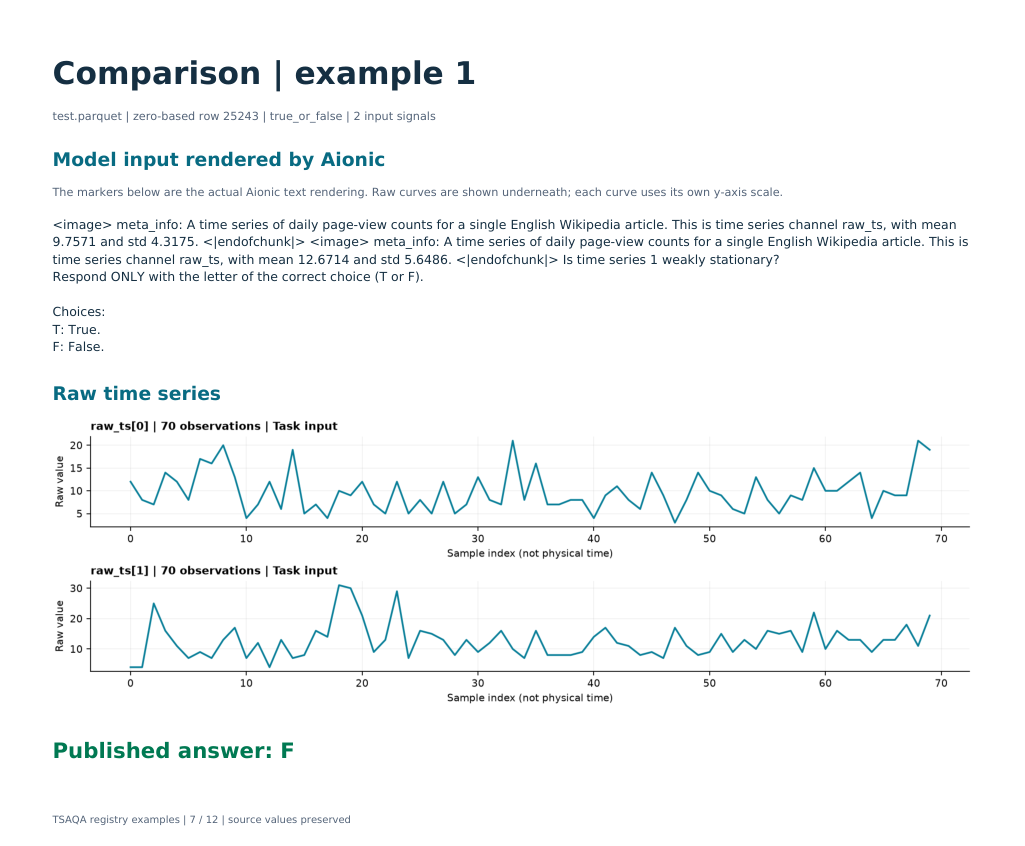 Comparison | example 1
test.parquet | zero-based row 25243 | true_or_false | 2 input signals
Model input rendered by Aionic
The markers below are the actual Aionic text rendering. Raw curves are shown underneath; each curve uses its own y-axis scale.
<image> meta_info: A time series of daily page-view counts for a single English Wikipedia article. This is time series channel raw_ts, with mean
9.7571 and std 4.3175. <|endofchunk|> <image> meta_info: A time series of daily page-view counts for a single English Wikipedia article. This is
time series channel raw_ts, with mean 12.6714 and std 5.6486. <|endofchunk|> Is time series 1 weakly stationary?
Respond ONLY with the letter of the correct choice (T or F).
Choices:
T: True.
F: False.
Raw time series
raw_ts[0] | 70 observations | Task input
Raw value
20
15
10
5
0 10 20 30 40 50 60 70
Sample index (not physical time)
raw_ts[1] | 70 observations | Task input
Raw value
30
20
10
0 10 20 30 40 50 60 70
Sample index (not physical time)
Published answer: F
TSAQA registry examples | 7 / 12 | source values preserved